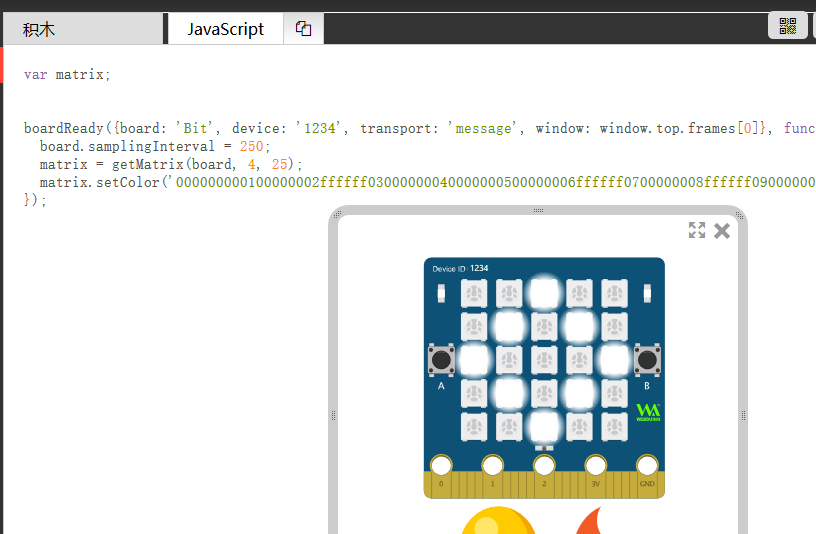 积木 JavaScript
var matrix;
boardReady({board: 'Bit', device: '1234', transport: 'message', window: window.top.frames[0]}, func
board.samplingInterval = 250;
matrix = getMatrix(board, 4, 25);
matrix.setColor('000000000100000002ffffff03000000040000000500000006ffffff0700000008ffffff09000000
});
Device ID: 1234
A B
WEBDUINO
0 1 2 3V GND